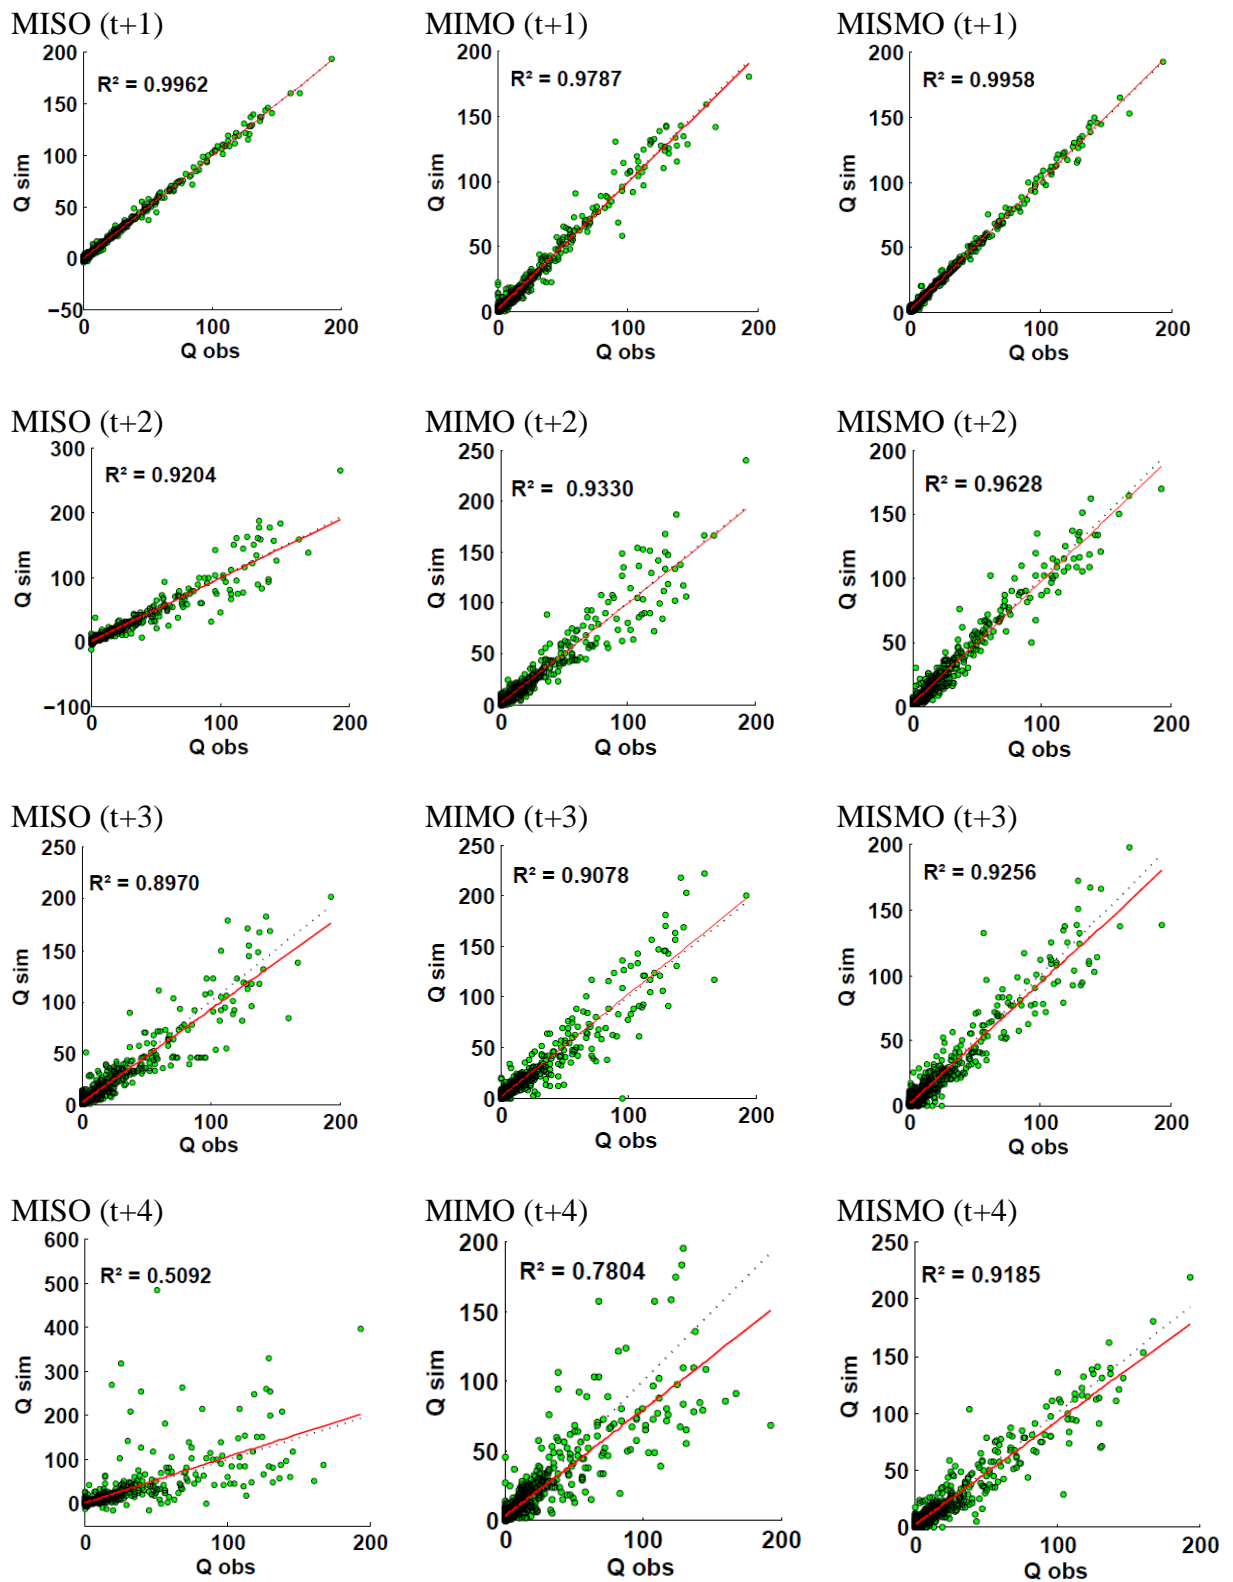 MISO (t+1)
200
150
100
50
0
−50
R² = 0.9962
Q sim
0 100 200
Q obs
MIMO (t+1)
200
150
100
50
0
R² = 0.9787
Q sim
0 100 200
Q obs
MISMO (t+1)
200
150
100
50
0
R² = 0.9958
Q sim
0 100 200
Q obs
MISO (t+2)
300
200
100
0
−100
R² = 0.9204
Q sim
0 100 200
Q obs
MIMO (t+2)
250
200
150
100
50
0
R² = 0.9330
Q sim
0 100 200
Q obs
MISMO (t+2)
200
150
100
50
0
R² = 0.9628
Q sim
0 100 200
Q obs
MISO (t+3)
250
200
150
100
50
0
R² = 0.8970
Q sim
0 100 200
Q obs
MIMO (t+3)
250
200
150
100
50
0
R² = 0.9078
Q sim
0 100 200
Q obs
MISMO (t+3)
200
150
100
50
0
R² = 0.9256
Q sim
0 100 200
Q obs
MISO (t+4)
600
500
400
300
200
100
0
R² = 0.5092
Q sim
0 100 200
Q obs
MIMO (t+4)
200
150
100
50
0
R² = 0.7804
Q sim
0 100 200
Q obs
MISMO (t+4)
250
200
150
100
50
0
R² = 0.9185
Q sim
0 100 200
Q obs